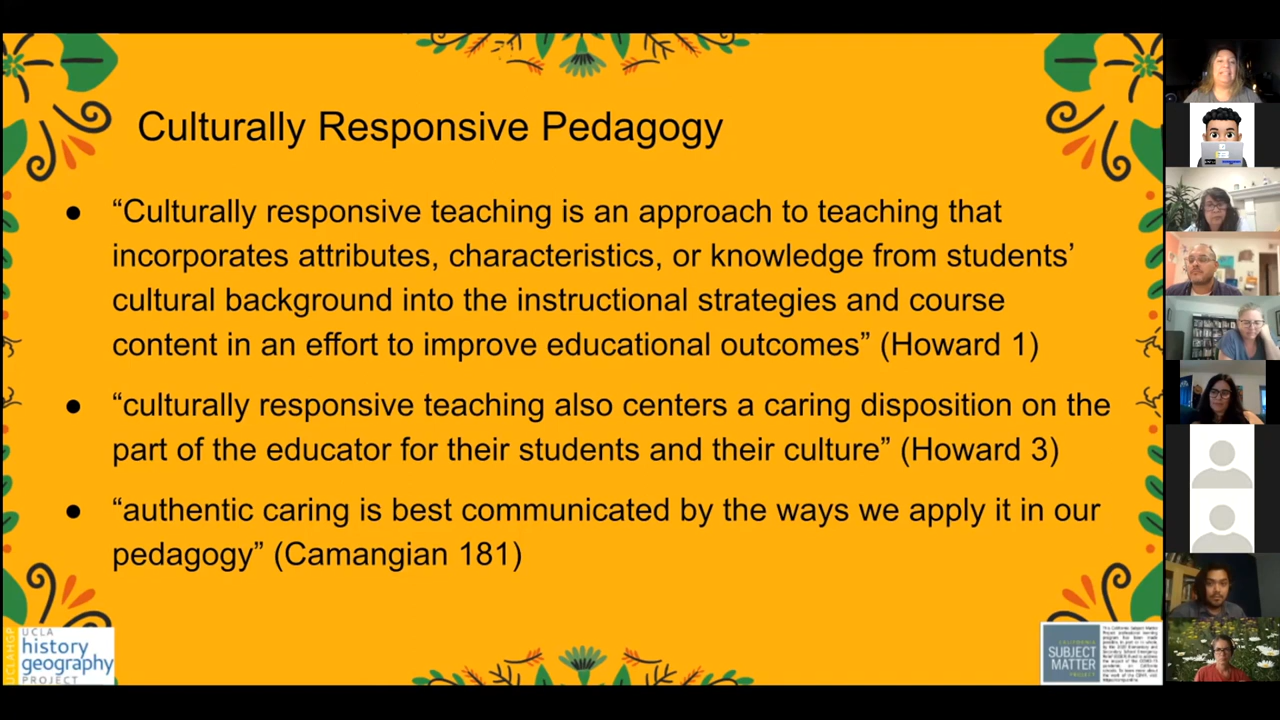 Culturally Responsive Pedagogy
● “Culturally responsive teaching is an approach to teaching that
incorporates attributes, characteristics, or knowledge from students’
cultural background into the instructional strategies and course
content in an effort to improve educational outcomes” (Howard 1)
● “culturally responsive teaching also centers a caring disposition on the
part of the educator for their students and their culture” (Howard 3)
● “authentic caring is best communicated by the ways we apply it in our
pedagogy” (Camangian 181)
UCLAHGP
UCLA
history
geography
PROJECT
CALIFORNIA
SUBJECT
MATTER
PROJECT